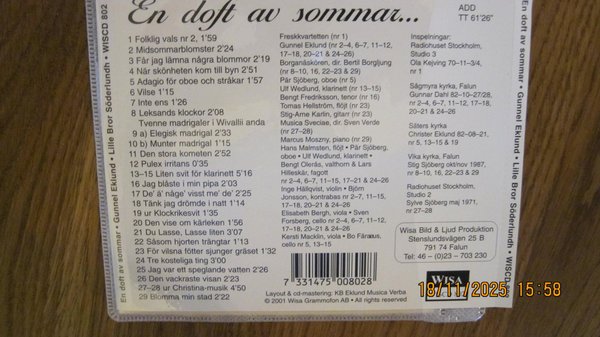 En doft av sommar...
ADD
TT 61'26"
1 Folklig vals nr 2, 1'59
2 Midsommarblomster 2'24
3 Får jag lämna några blommor 2'19
4 När skönheten kom till byn 2'51
5 Adagio för oboe och stråkar 1'57
6 Vilse 1'15
7 Inte ens 1'26
8 Leksands klockor 2'08
Tvenne madrigaler i Wivallii anda
9 a) Elegisk madrigal 2'33
10 b) Munter madrigal 1'15
11 Den stora kometen 2'52
12 Pulex irritans 0'35
13–15 Liten svit för klarinett 5'16
16 Jag blåste i min pipa 2'03
17 De' ä' någe' visst me' de' 2'25
18 Tänk jag drömde i natt 2'14
19 ur Klockrikesvit 1'35
20 Den vise om kärleken 1'56
21 Du Lasse, Lasse liten 3'07
22 Såsom hjorten trängtar 1'13
23 För vilsna fötter sjunger gräset 1'32
24 Tre kosteliga ting 3'00
25 Jag var ett speglande vatten 2'26
26 Den vackraste visan 2'23
27–28 ur Christina-musik 4'50
29 Blomma min stad 2'22
Freskkvartetten (nr 1)
Gunnel Eklund (nr 2–4, 6–7, 11–12,
17–18, 20–21 & 24–26)
Borganäskören, dir. Bertil Borgljung
(nr 8–10, 16, 22–23 & 29)
Pär Sjöberg, oboe (nr 5)
Ulf Wedlund, klarinett (nr 13–15)
Bengt Fredriksson, tenor (nr 16)
Tomas Hellström, flöjt (nr 23)
Stig-Arne Karlin, gitarr (nr 23)
Musica Sveciae, dir. Sven Verde
(nr 27–28)
Marcus Moszny, piano (nr 29)
Hans Malmsten, flöjt • Pär Sjöberg,
oboe • Ulf Wedlund, klarinett •
Bengt Olerås, valthorn & Lars
Hilleskär, fagott
nr 2–4, 6–7, 11–15, 17–21 & 24–26
Inge Hällqvist, violin • Björn
Jonsson, kontrabas nr 2–7, 11–15,
17–18, 20–21 & 24–26
Elisabeth Bergh, viola • Sven
Forsberg, cello nr 2–4, 6–7, 11–12,
17–18, 20–21 & 24–26
Kersti Macklin, viola • Bo Färæus,
cello nr 5, 13–15
Inspelningar:
Radiohuset Stockholm,
Studio 3
Ola Kejving 70–11–3/4,
nr 1
Sågmyra kyrka, Falun
Gunnar Dahl 82–10–27/28,
nr 2–4, 6–7, 11–12, 17–18,
20–21 & 24–26
Säters kyrka
Christer Eklund 82–08–21,
nr 5, 13–15 & 19
Vika kyrka, Falun
Stig Sjöberg okt/nov 1987,
nr 8–10, 16, 22–23 & 29
Radiohuset Stockholm,
Studio 2
Sylve Sjöberg maj 1971,
nr 27–28
Wisa Bild & Ljud Produktion
Stenslundsvägen 25 B
791 74 Falun
Tel: 46 – (0)23 – 703 230
WISA
7 331475 008028
Layout & cd-mastering: KB Eklund Musica Verba
© 2001 Wisa Grammofon AB • All rights reserved
En doft av sommar • Gunnel Eklund • Lille Bror Söderlundh • WISCD 802
En doft av sommar • Gunnel Eklund • Lille Bror Söderlundh • WISCD
18/11/2025 15:58